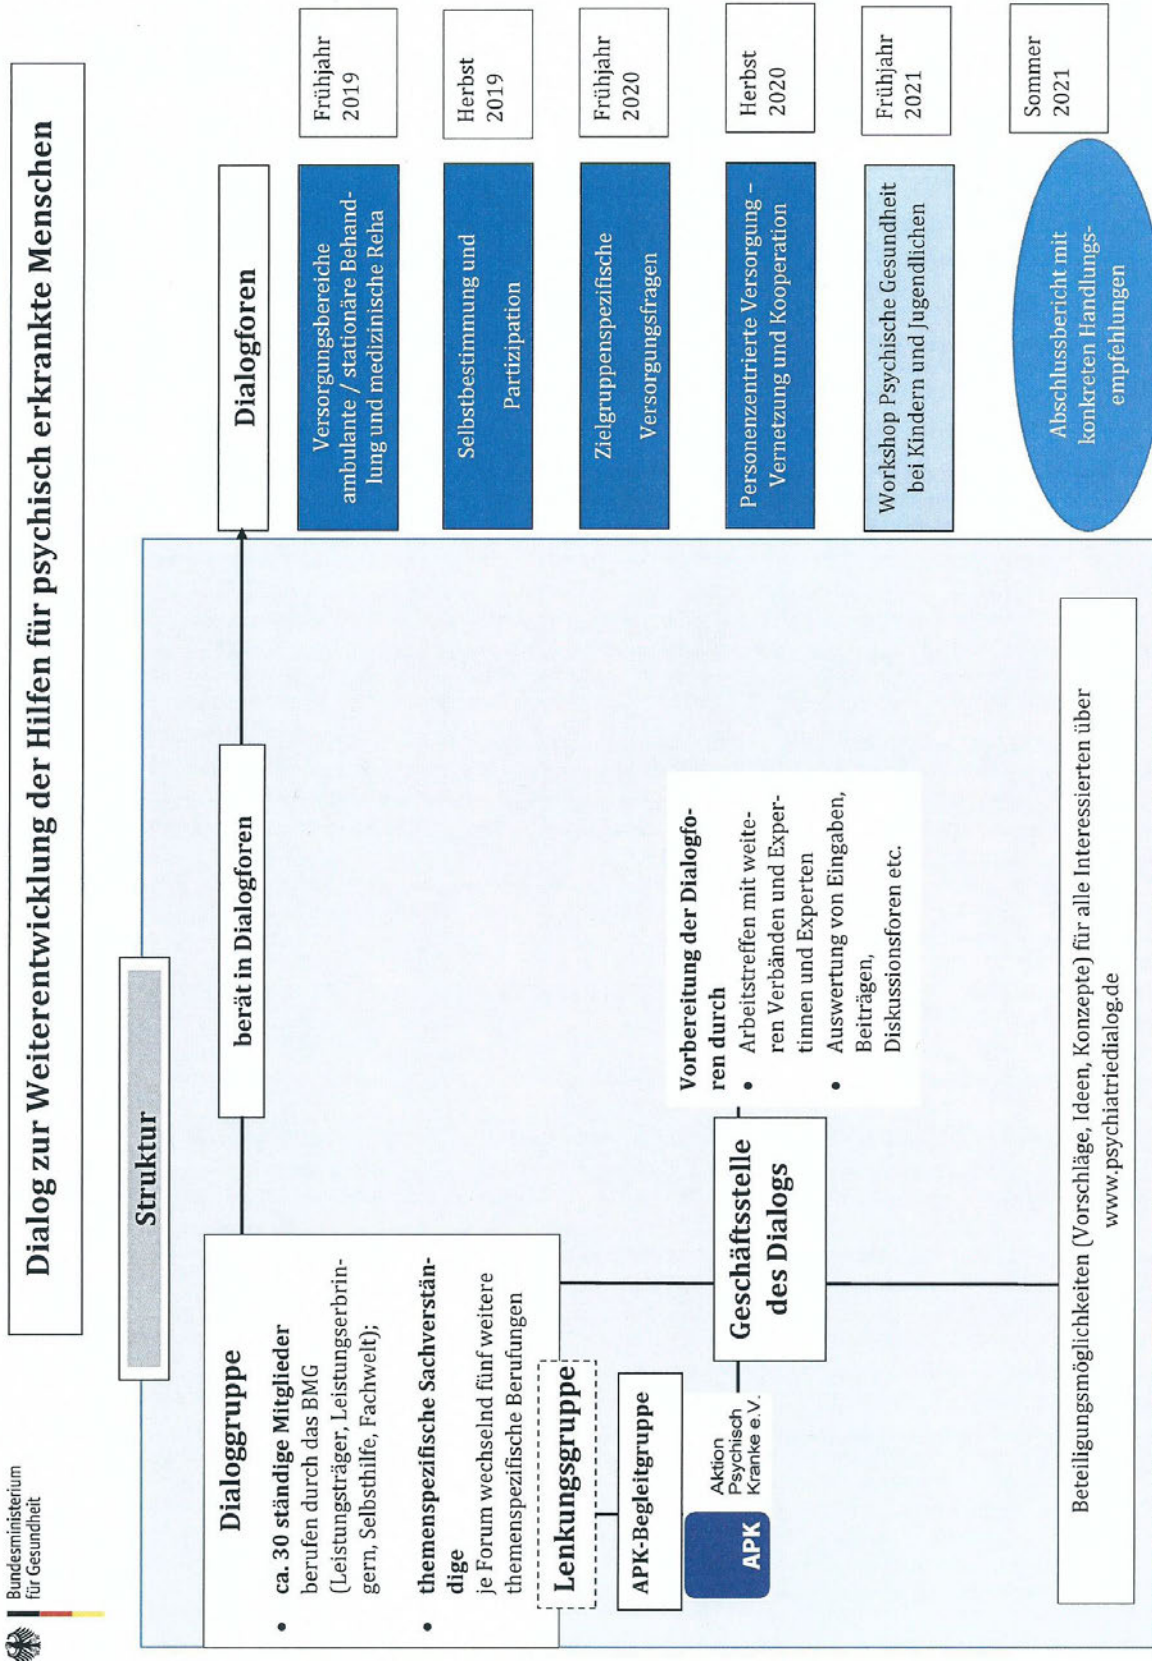 Bundesministerium
für Gesundheit
Dialog zur Weiterentwicklung der Hilfen für psychisch erkrankte Menschen
Struktur
Dialoggruppe
• ca. 30 ständige Mitglieder
berufen durch das BMG
(Leistungsträger, Leistungserbrin-
gern, Selbsthilfe, Fachwelt);
• themenspezifische Sachverstän-
dige
je Forum wechselnd fünf weitere
themenspezifische Berufungen
Lenkungsgruppe
APK-Begleitgruppe
APK
Aktion
Psychisch
Kranke e.V.
berät in Dialogforen
Geschäftsstelle
des Dialogs
Vorbereitung der Dialogfo-
ren durch
• Arbeitstreffen mit weite-
ren Verbänden und Exper-
tinnen und Experten
• Auswertung von Eingaben,
Beiträgen,
Diskussionsforen etc.
Beteiligungsmöglichkeiten (Vorschläge, Ideen, Konzepte) für alle Interessierten über
www.psychiatriedialog.de
Dialogforen
Versorgungsbereiche
ambulante / stationäre Behand-
lung und medizinische Reha
Frühjahr
2019
Selbstbestimmung und
Partizipation
Herbst
2019
Zielgruppenspezifische
Versorgungsfragen
Frühjahr
2020
Personenzentrierte Versorgung –
Vernetzung und Kooperation
Herbst
2020
Workshop Psychische Gesundheit
bei Kindern und Jugendlichen
Frühjahr
2021
Abschlussbericht mit
konkreten Handlungs-
empfehlungen
Sommer
2021